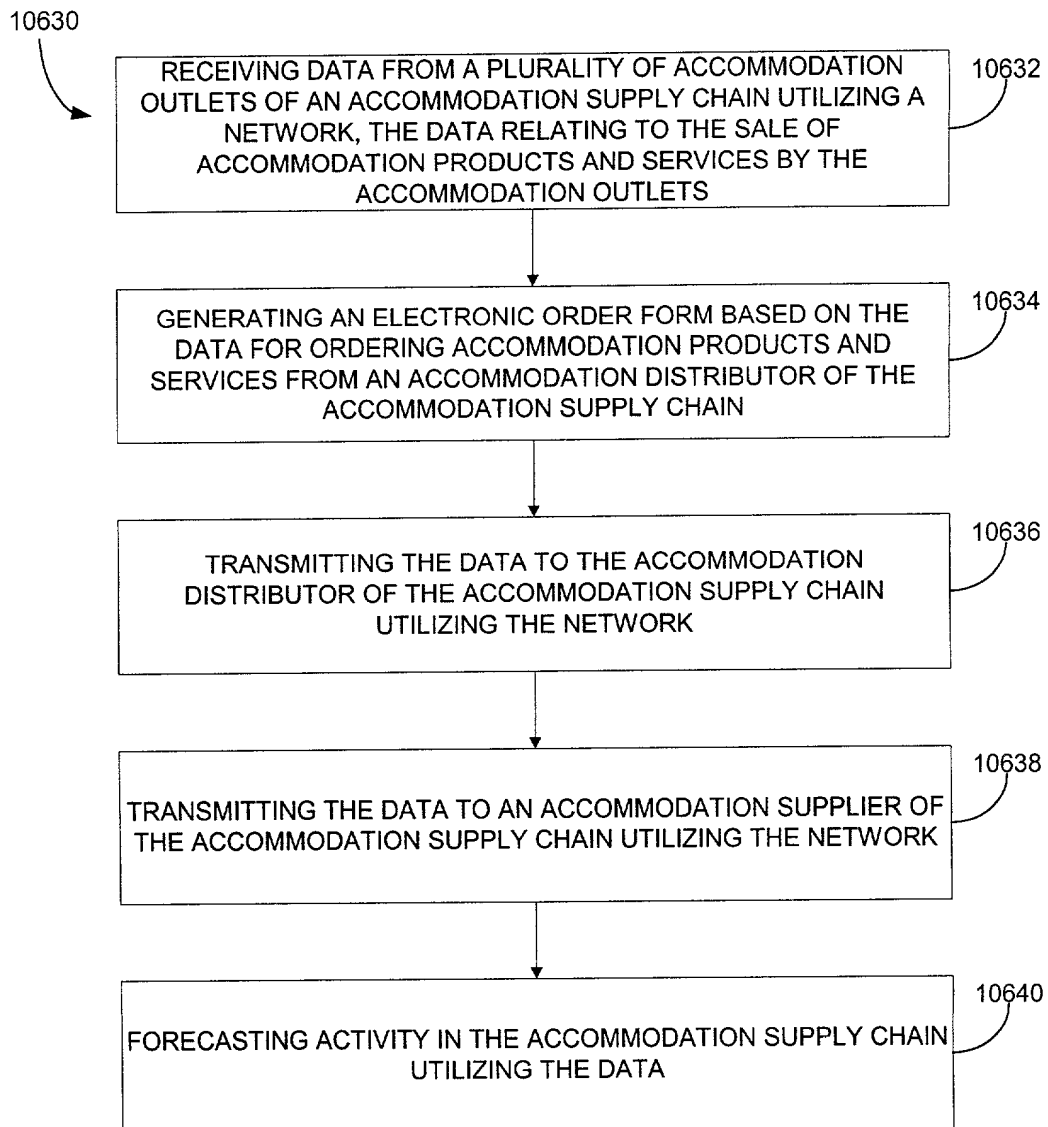 10630
RECEIVING DATA FROM A PLURALITY OF ACCOMMODATION
OUTLETS OF AN ACCOMMODATION SUPPLY CHAIN UTILIZING A
NETWORK, THE DATA RELATING TO THE SALE OF
ACCOMMODATION PRODUCTS AND SERVICES BY THE
ACCOMMODATION OUTLETS
10632
GENERATING AN ELECTRONIC ORDER FORM BASED ON THE
DATA FOR ORDERING ACCOMMODATION PRODUCTS AND
SERVICES FROM AN ACCOMMODATION DISTRIBUTOR OF THE
ACCOMMODATION SUPPLY CHAIN
10634
TRANSMITTING THE DATA TO THE ACCOMMODATION
DISTRIBUTOR OF THE ACCOMMODATION SUPPLY CHAIN
UTILIZING THE NETWORK
10636
TRANSMITTING THE DATA TO AN ACCOMMODATION SUPPLIER OF
THE ACCOMMODATION SUPPLY CHAIN UTILIZING THE NETWORK
10638
FORECASTING ACTIVITY IN THE ACCOMMODATION SUPPLY CHAIN
UTILIZING THE DATA
10640